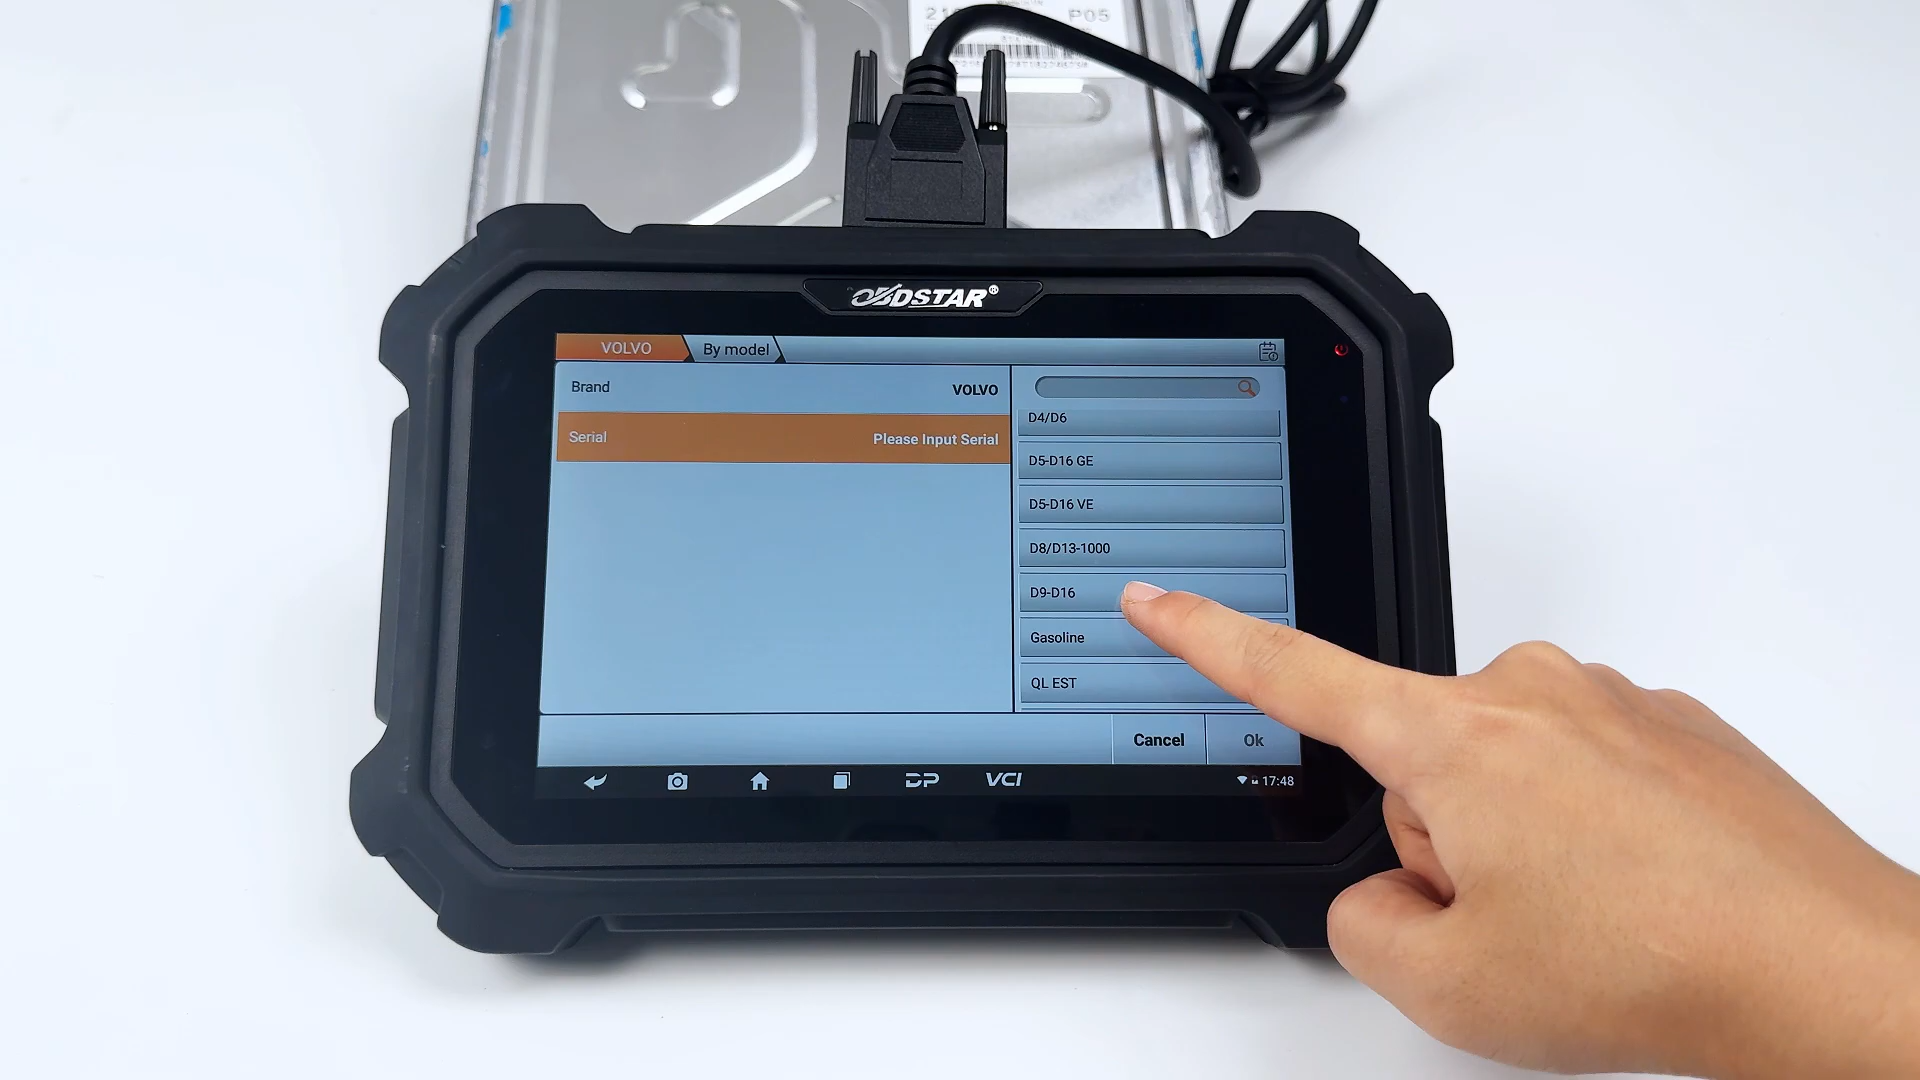 P05
OBDSTAR®
VOLVO
By model
Brand
VOLVO
Serial
Please Input Serial
D4/D6
D5-D16 GE
D5-D16 VE
D8/D13-1000
D9-D16
Gasoline
QL EST
Cancel
Ok
DP
VCI
17:48